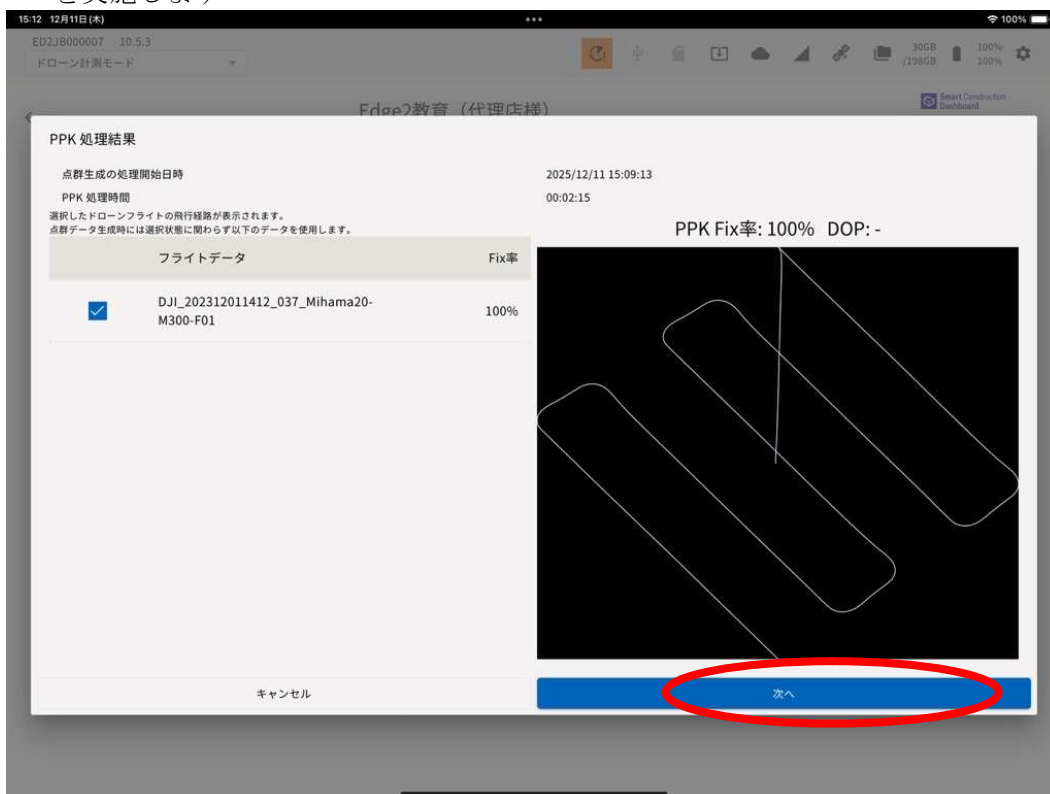 を実施します
15:12 12月11日(木)
100%
ED2JB000007 10.5.3
ドローン計測モード
30GB
/198GB
100%
100%
Edge2教育(代理店様)
Smart Construction
Dashboard
PPK 処理結果
点群生成の処理開始日時 2025/12/11 15:09:13
PPK 処理時間 00:02:15
選択したドローンフライトの飛行経路が表示されます。
点群データ生成時には選択状態に関わらず以下のデータを使用します。
PPK Fix率: 100% DOP: -
フライトデータ Fix率
DJI_202312011412_037_Mihama20-
M300-F01
100%
キャンセル 次へ